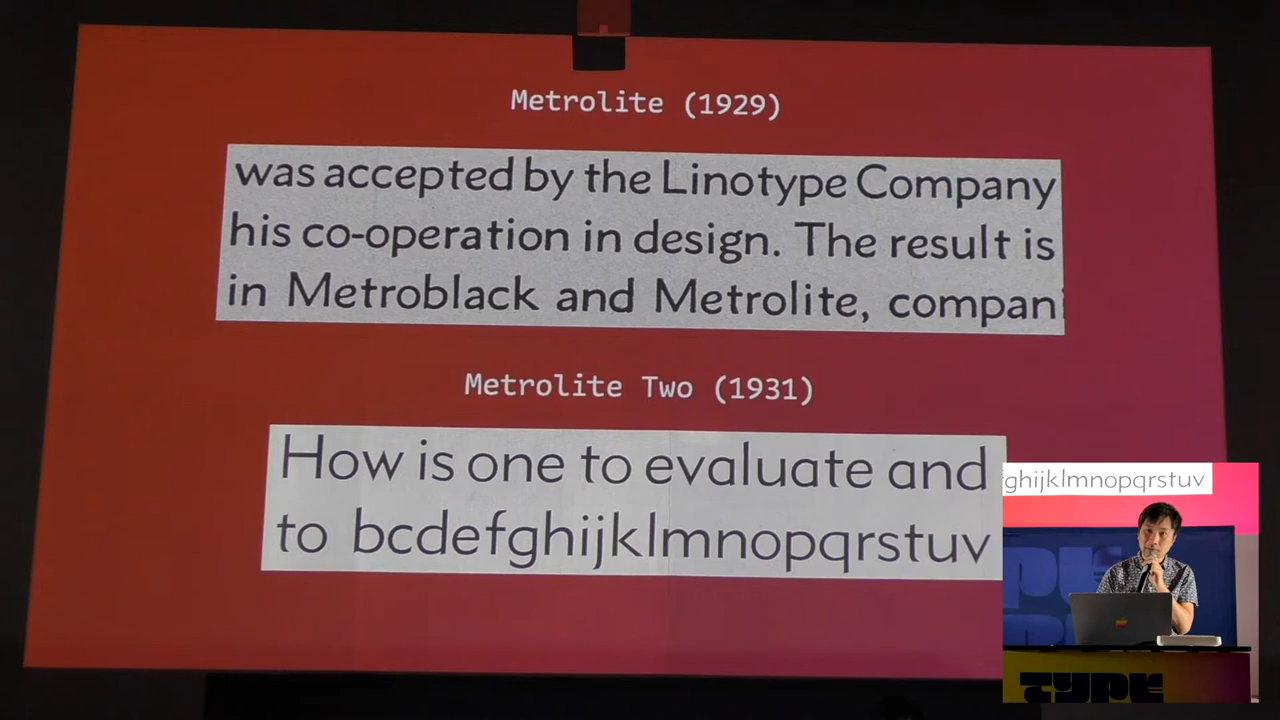 Metrolite (1929)
was accepted by the Linotype Company
his co-operation in design. The result is
in Metroblack and Metrolite, compan
Metrolite Two (1931)
How is one to evaluate and
to bcdefghijklmnopqrstuv
ghijklmnopqrstuv
TYPE